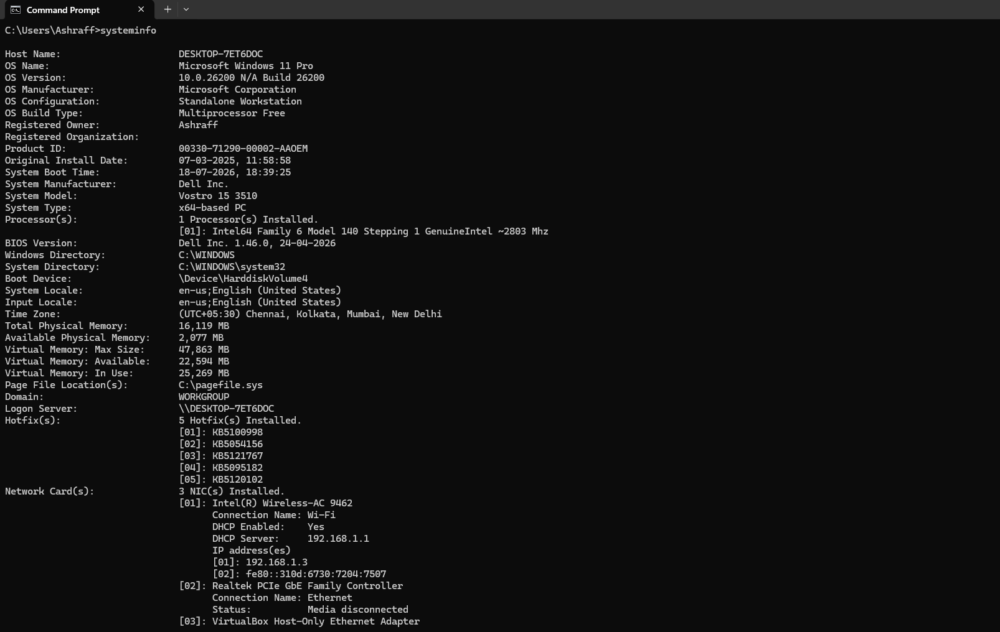 Command Prompt
C:\Users\Ashraff>systeminfo
Host Name: DESKTOP-7ET6DOC
OS Name: Microsoft Windows 11 Pro
OS Version: 10.0.26200 N/A Build 26200
OS Manufacturer: Microsoft Corporation
OS Configuration: Standalone Workstation
OS Build Type: Multiprocessor Free
Registered Owner: Ashraff
Registered Organization:
Product ID: 00330-71290-00002-AAOEM
Original Install Date: 07-03-2025, 11:58:58
System Boot Time: 18-07-2026, 18:39:25
System Manufacturer: Dell Inc.
System Model: Vostro 15 3510
System Type: x64-based PC
Processor(s): 1 Processor(s) Installed.
[01]: Intel64 Family 6 Model 140 Stepping 1 GenuineIntel ~2803 Mhz
BIOS Version: Dell Inc. 1.46.0, 24-04-2026
Windows Directory: C:\WINDOWS
System Directory: C:\WINDOWS\system32
Boot Device: \Device\HarddiskVolume4
System Locale: en-us;English (United States)
Input Locale: en-us;English (United States)
Time Zone: (UTC+05:30) Chennai, Kolkata, Mumbai, New Delhi
Total Physical Memory: 16,119 MB
Available Physical Memory: 2,077 MB
Virtual Memory: Max Size: 47,863 MB
Virtual Memory: Available: 22,594 MB
Virtual Memory: In Use: 25,269 MB
Page File Location(s): C:\pagefile.sys
Domain: WORKGROUP
Logon Server: \\DESKTOP-7ET6DOC
Hotfix(s): 5 Hotfix(s) Installed.
[01]: KB5100998
[02]: KB5054156
[03]: KB5121767
[04]: KB5095182
[05]: KB5120102
Network Card(s): 3 NIC(s) Installed.
[01]: Intel(R) Wireless-AC 9462
Connection Name: Wi-Fi
DHCP Enabled: Yes
DHCP Server: 192.168.1.1
IP address(es)
[01]: 192.168.1.3
[02]: fe80::310d:6730:7204:7507
[02]: Realtek PCIe GbE Family Controller
Connection Name: Ethernet
Status: Media disconnected
[03]: VirtualBox Host-Only Ethernet Adapter